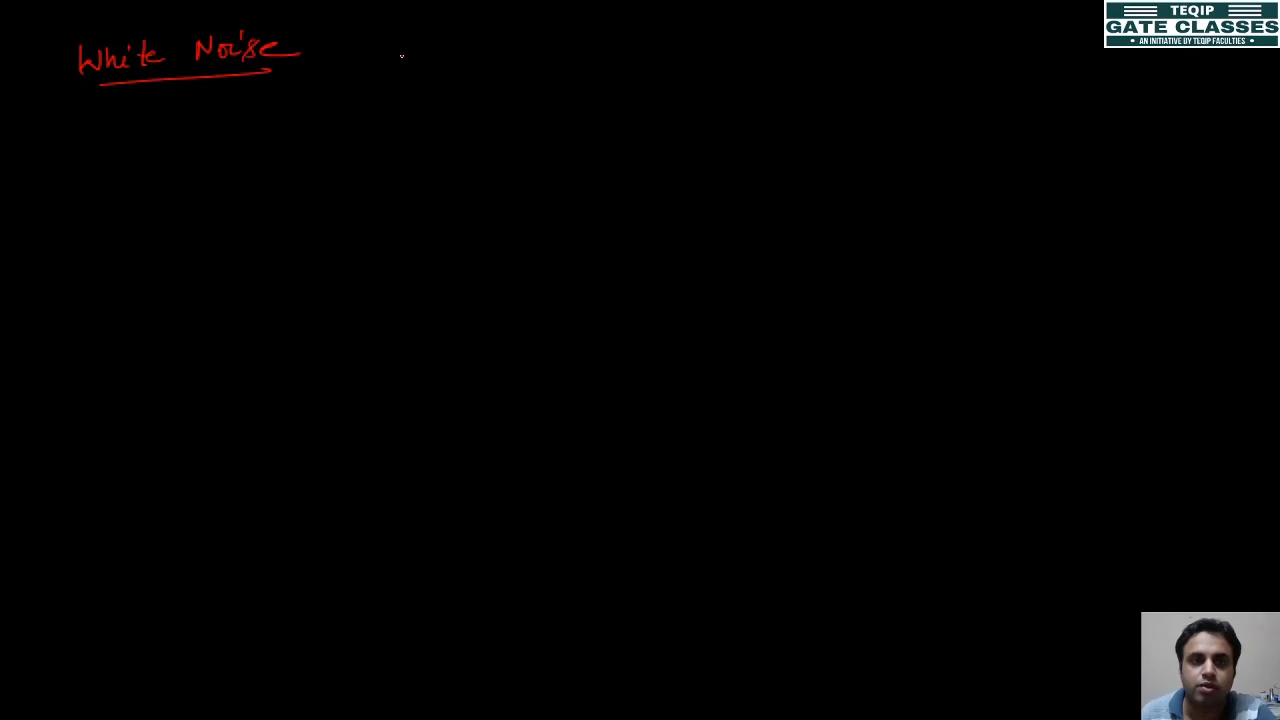 White Noise
TEQIP
GATE CLASSES
• AN INITIATIVE BY TEQIP FACULTIES •